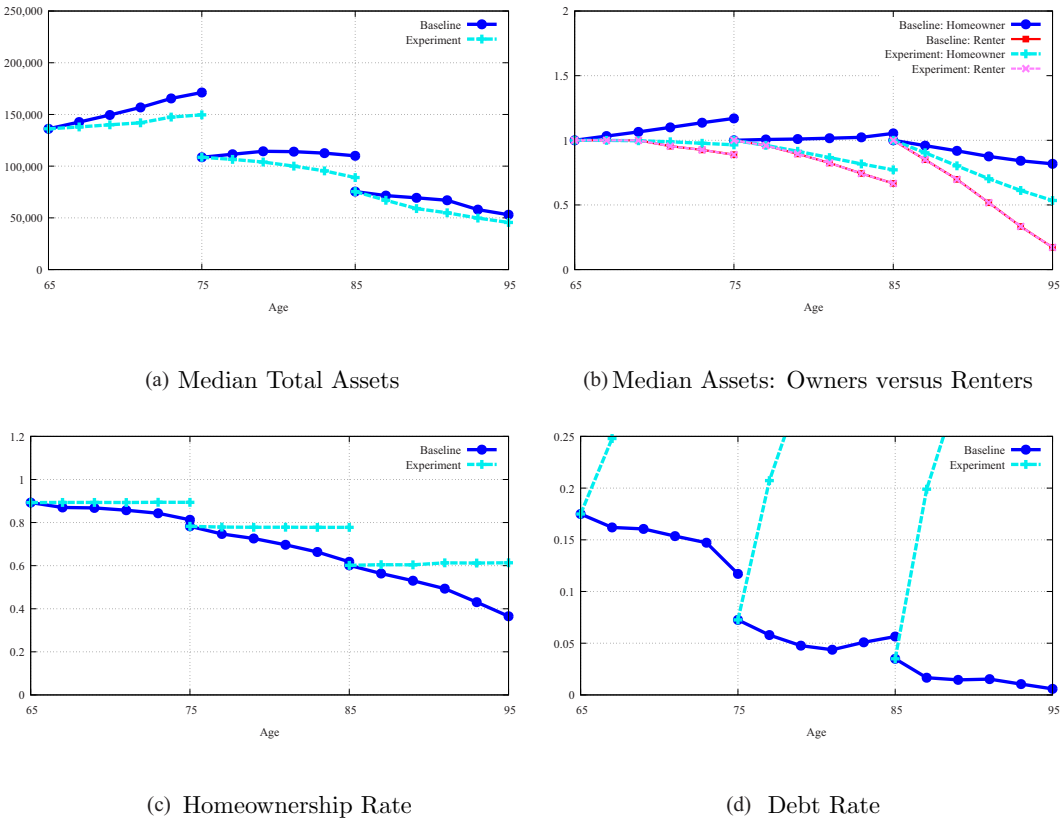 250,000
200,000
150,000
100,000
50,000
0
65 75 85 95
Age
Baseline
Experiment
(a) Median Total Assets
2
1.5
1
0.5
0
65 75 85 95
Age
Baseline: Homeowner
Baseline: Renter
Experiment: Homeowner
Experiment: Renter
(b) Median Assets: Owners versus Renters
1.2
1
0.8
0.6
0.4
0.2
0
65 75 85 95
Age
Baseline
Experiment
(c) Homeownership Rate
0.25
0.2
0.15
0.1
0.05
0
65 75 85 95
Age
Baseline
Experiment
(d) Debt Rate